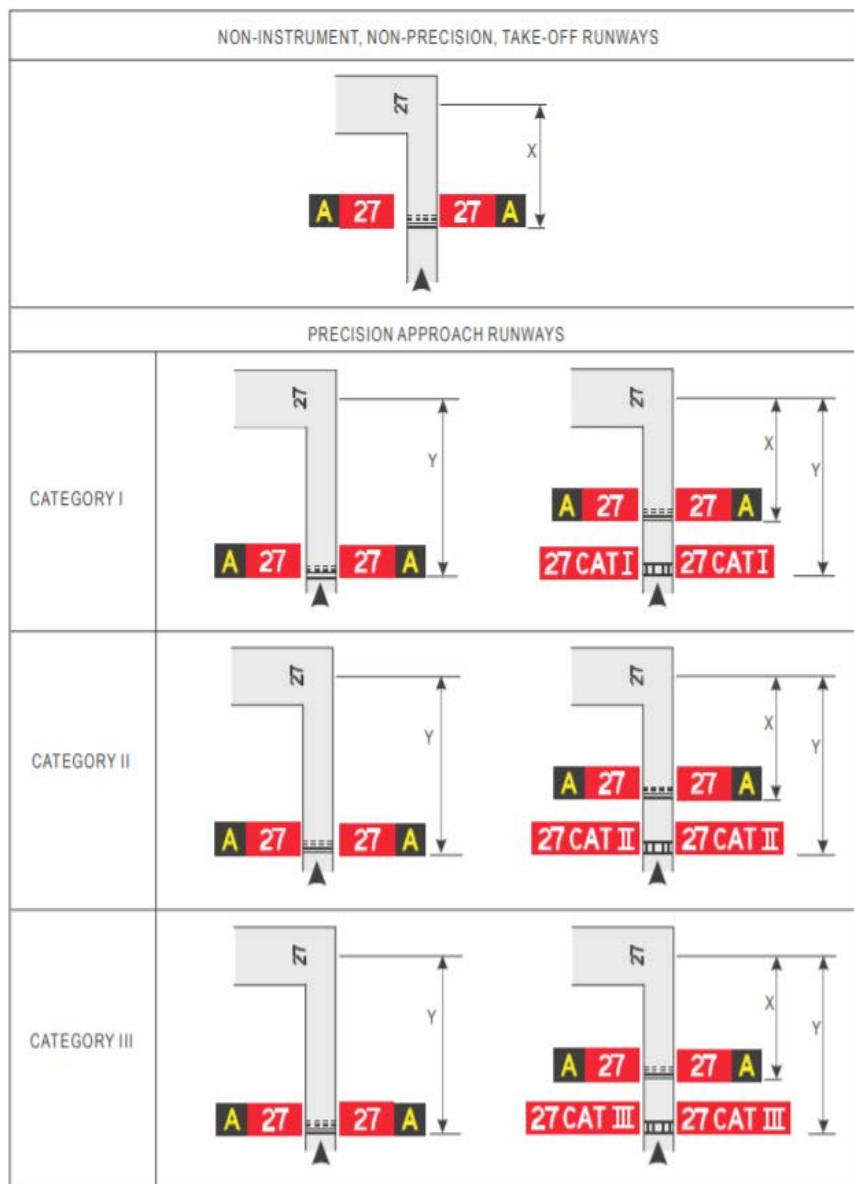 NON-INSTRUMENT, NON-PRECISION, TAKE-OFF RUNWAYS
27
X
A 27 27 A
PRECISION APPROACH RUNWAYS
CATEGORY I
27
Y
A 27 27 A
27
X
Y
A 27 27 A
27 CAT I 27 CAT I
CATEGORY II
27
Y
A 27 27 A
27
X
Y
A 27 27 A
27 CAT II 27 CAT II
CATEGORY III
27
Y
A 27 27 A
27
X
Y
A 27 27 A
27 CAT III 27 CAT III